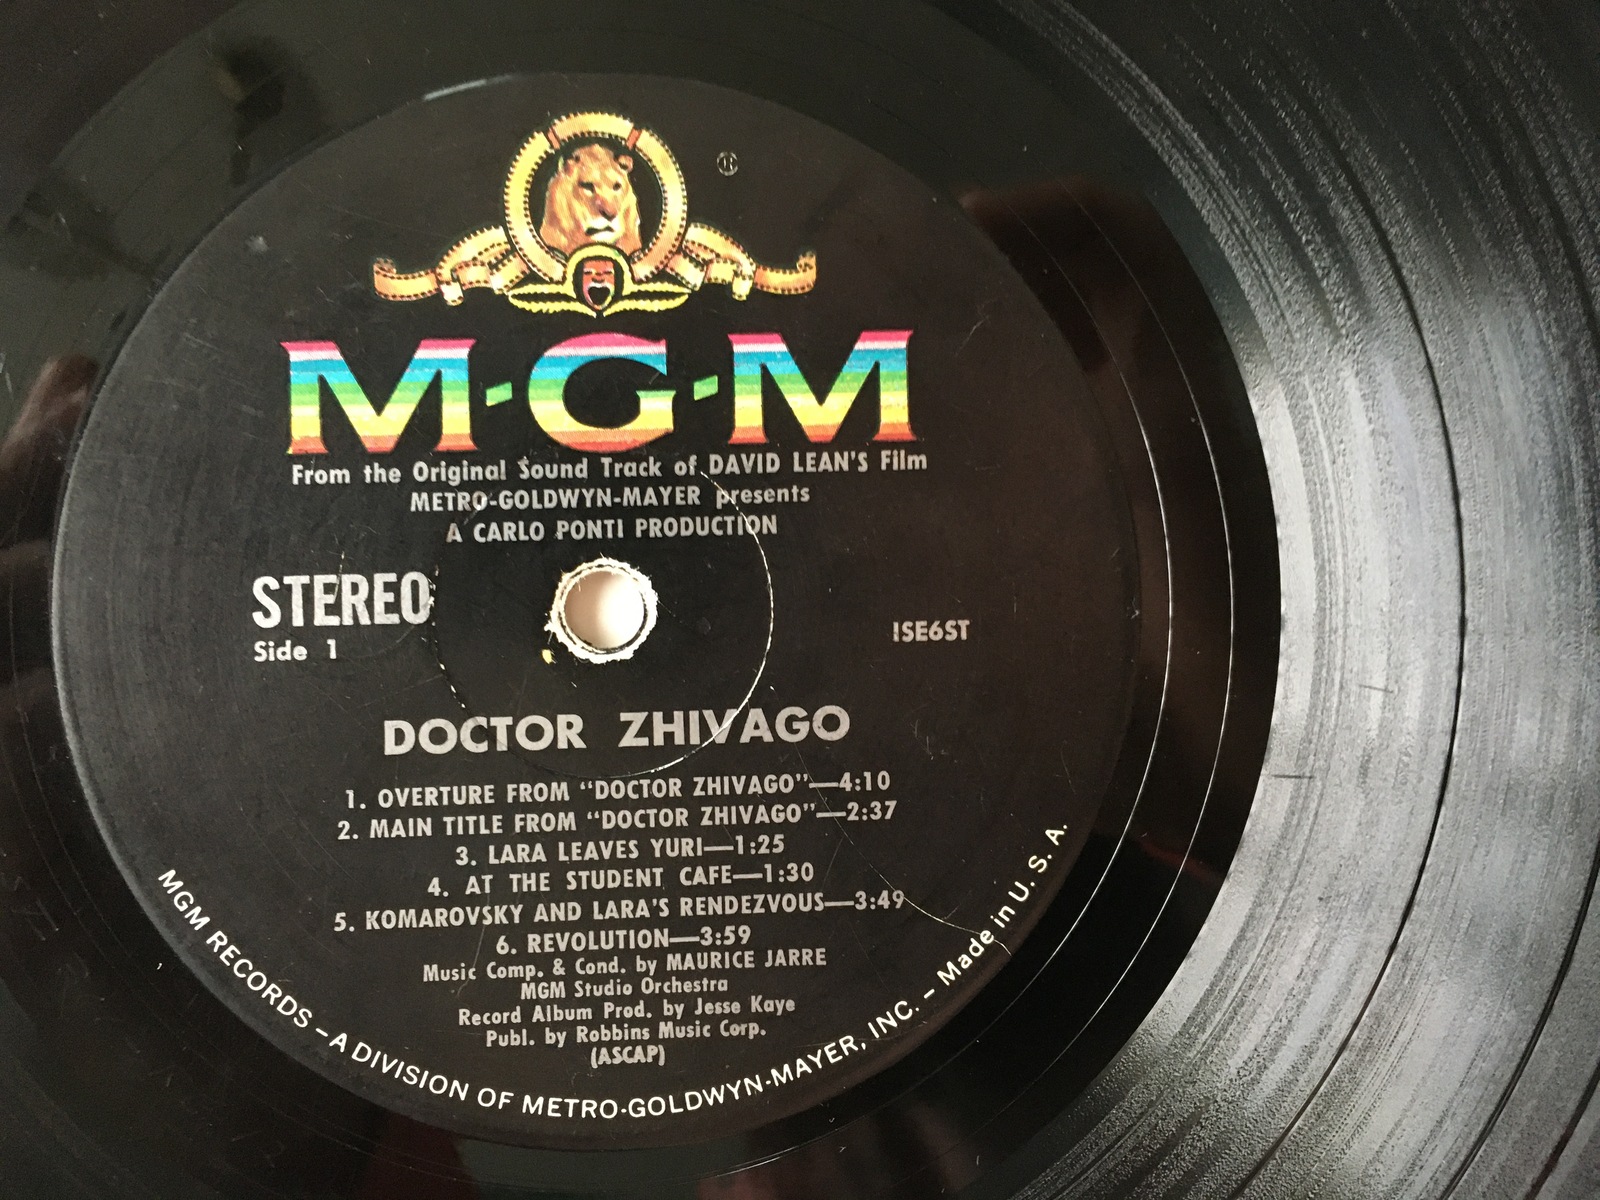 ®
M·G·M
From the Original Sound Track of DAVID LEAN'S Film
METRO-GOLDWYN-MAYER presents
A CARLO PONTI PRODUCTION
STEREO
Side 1
1SE6ST
DOCTOR ZHIVAGO
1. OVERTURE FROM “DOCTOR ZHIVAGO”—4:10
2. MAIN TITLE FROM “DOCTOR ZHIVAGO”—2:37
3. LARA LEAVES YURI—1:25
4. AT THE STUDENT CAFE—1:30
5. KOMAROVSKY AND LARA'S RENDEZVOUS—3:49
6. REVOLUTION—3:59
Music Comp. & Cond. by MAURICE JARRE
MGM Studio Orchestra
Record Album Prod. by Jesse Kaye
Publ. by Robbins Music Corp.
(ASCAP)
MGM RECORDS – A DIVISION OF METRO-GOLDWYN-MAYER, INC. – Made in U. S. A.